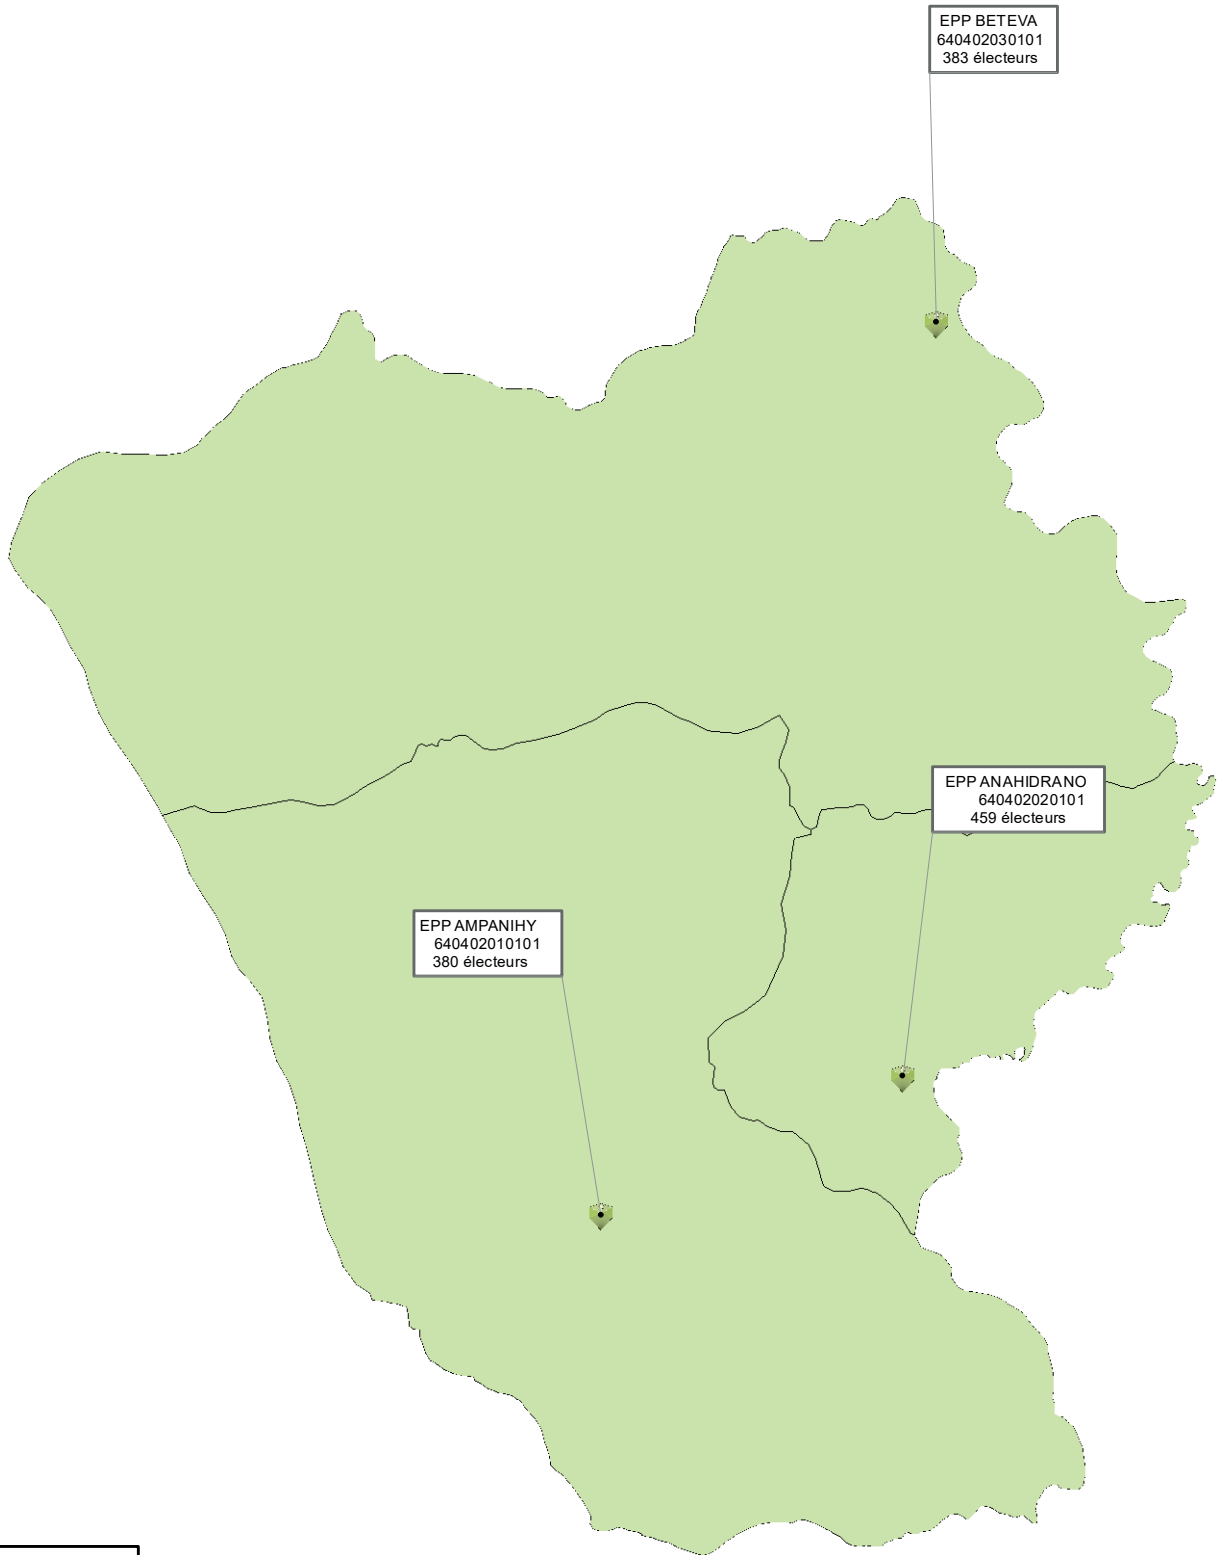 EPP BETEVA
640402030101
383 électeurs
EPP ANAHIDRANO
640402020101
459 électeurs
EPP AMPANIHY
640402010101
380 électeurs